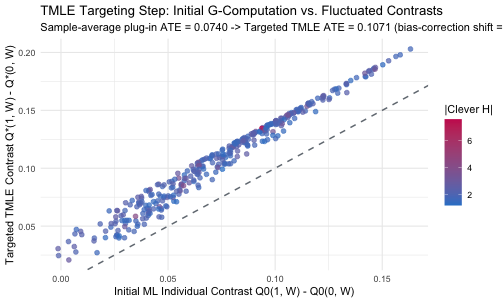 TMLE Targeting Step: Initial G-Computation vs. Fluctuated Contrasts
Sample-average plug-in ATE = 0.0740 -> Targeted TMLE ATE = 0.1071 (bias-correction shift =
Targeted TMLE Contrast Q*(1, W) - Q*(0, W)
0.20
0.15
0.10
0.05
0.00
0.05
0.10
0.15
Initial ML Individual Contrast Q0(1, W) - Q0(0, W)
|Clever H|
6
4
2